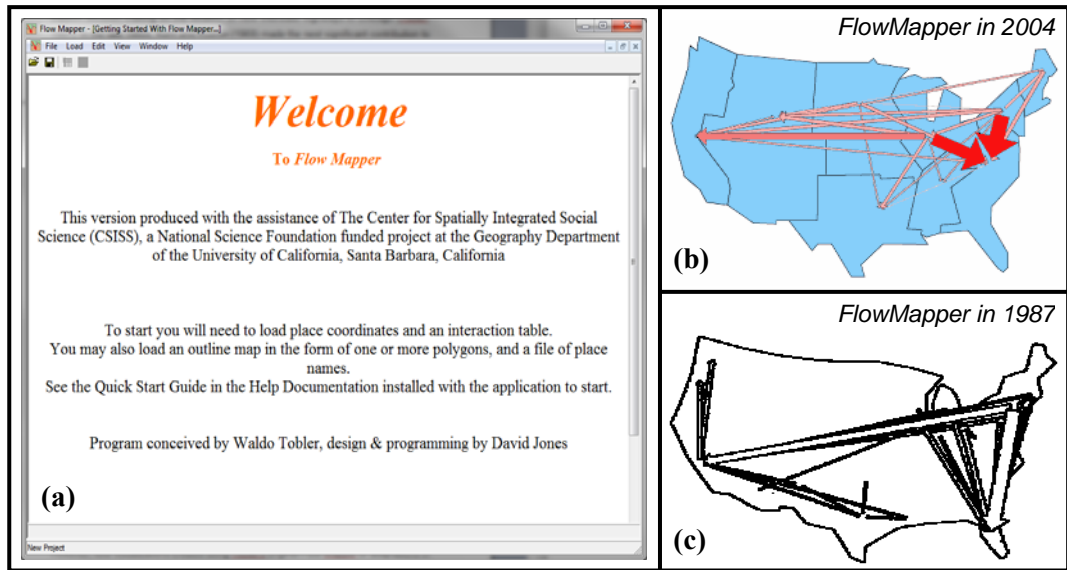 Flow Mapper - [Getting Started With Flow Mapper...]
File Load Edit View Window Help
Welcome
To Flow Mapper
This version produced with the assistance of The Center for Spatially Integrated Social
Science (CSISS), a National Science Foundation funded project at the Geography Department
of the University of California, Santa Barbara, California
To start you will need to load place coordinates and an interaction table.
You may also load an outline map in the form of one or more polygons, and a file of place
names.
See the Quick Start Guide in the Help Documentation installed with the application to start.
Program conceived by Waldo Tobler, design & programming by David Jones
(a)
New Project
FlowMapper in 2004
(b)
FlowMapper in 1987
(c)